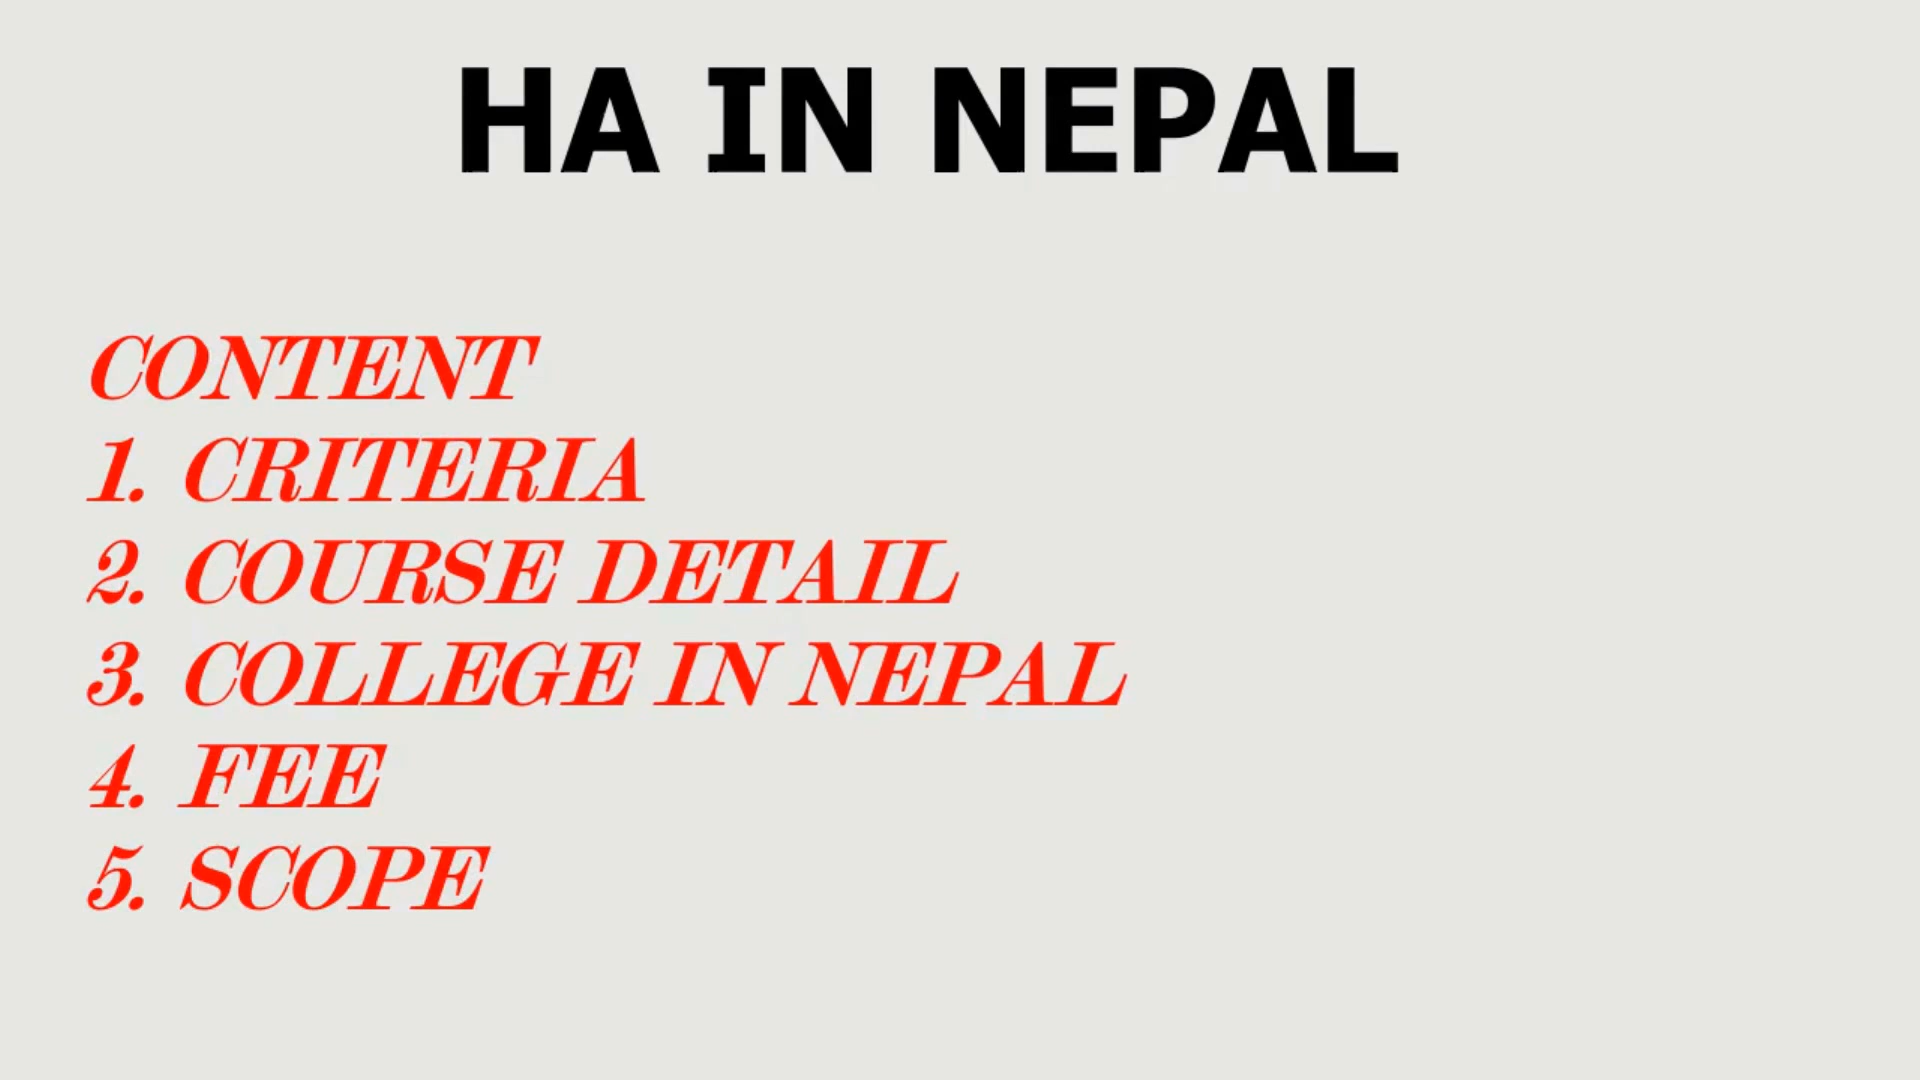 HA IN NEPAL
CONTENT
1. CRITERIA
2. COURSE DETAIL
3. COLLEGE IN NEPAL
4. FEE
5. SCOPE